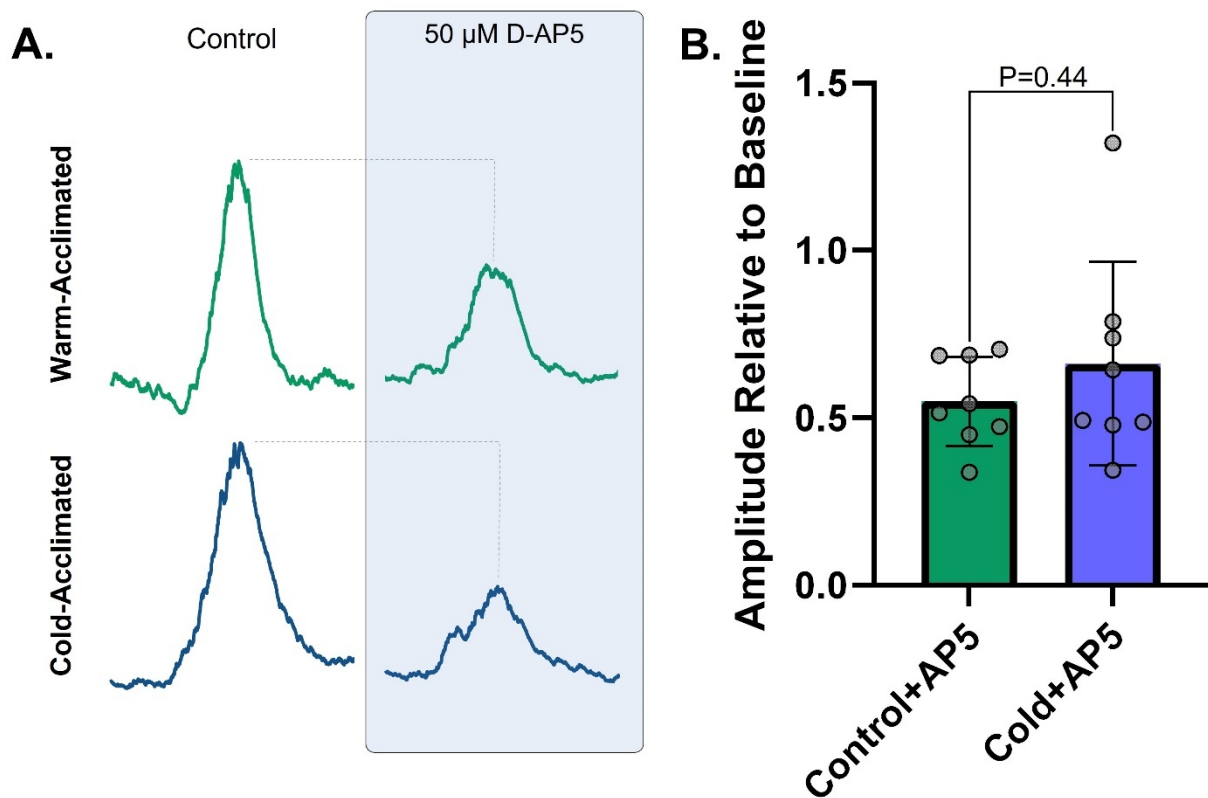 A.
Control
50 µM D-AP5
Warm-Acclimated
Cold-Acclimated
B.
Amplitude Relative to Baseline
P=0.44
1.5
1.0
0.5
0.0
Control+AP5
Cold+AP5